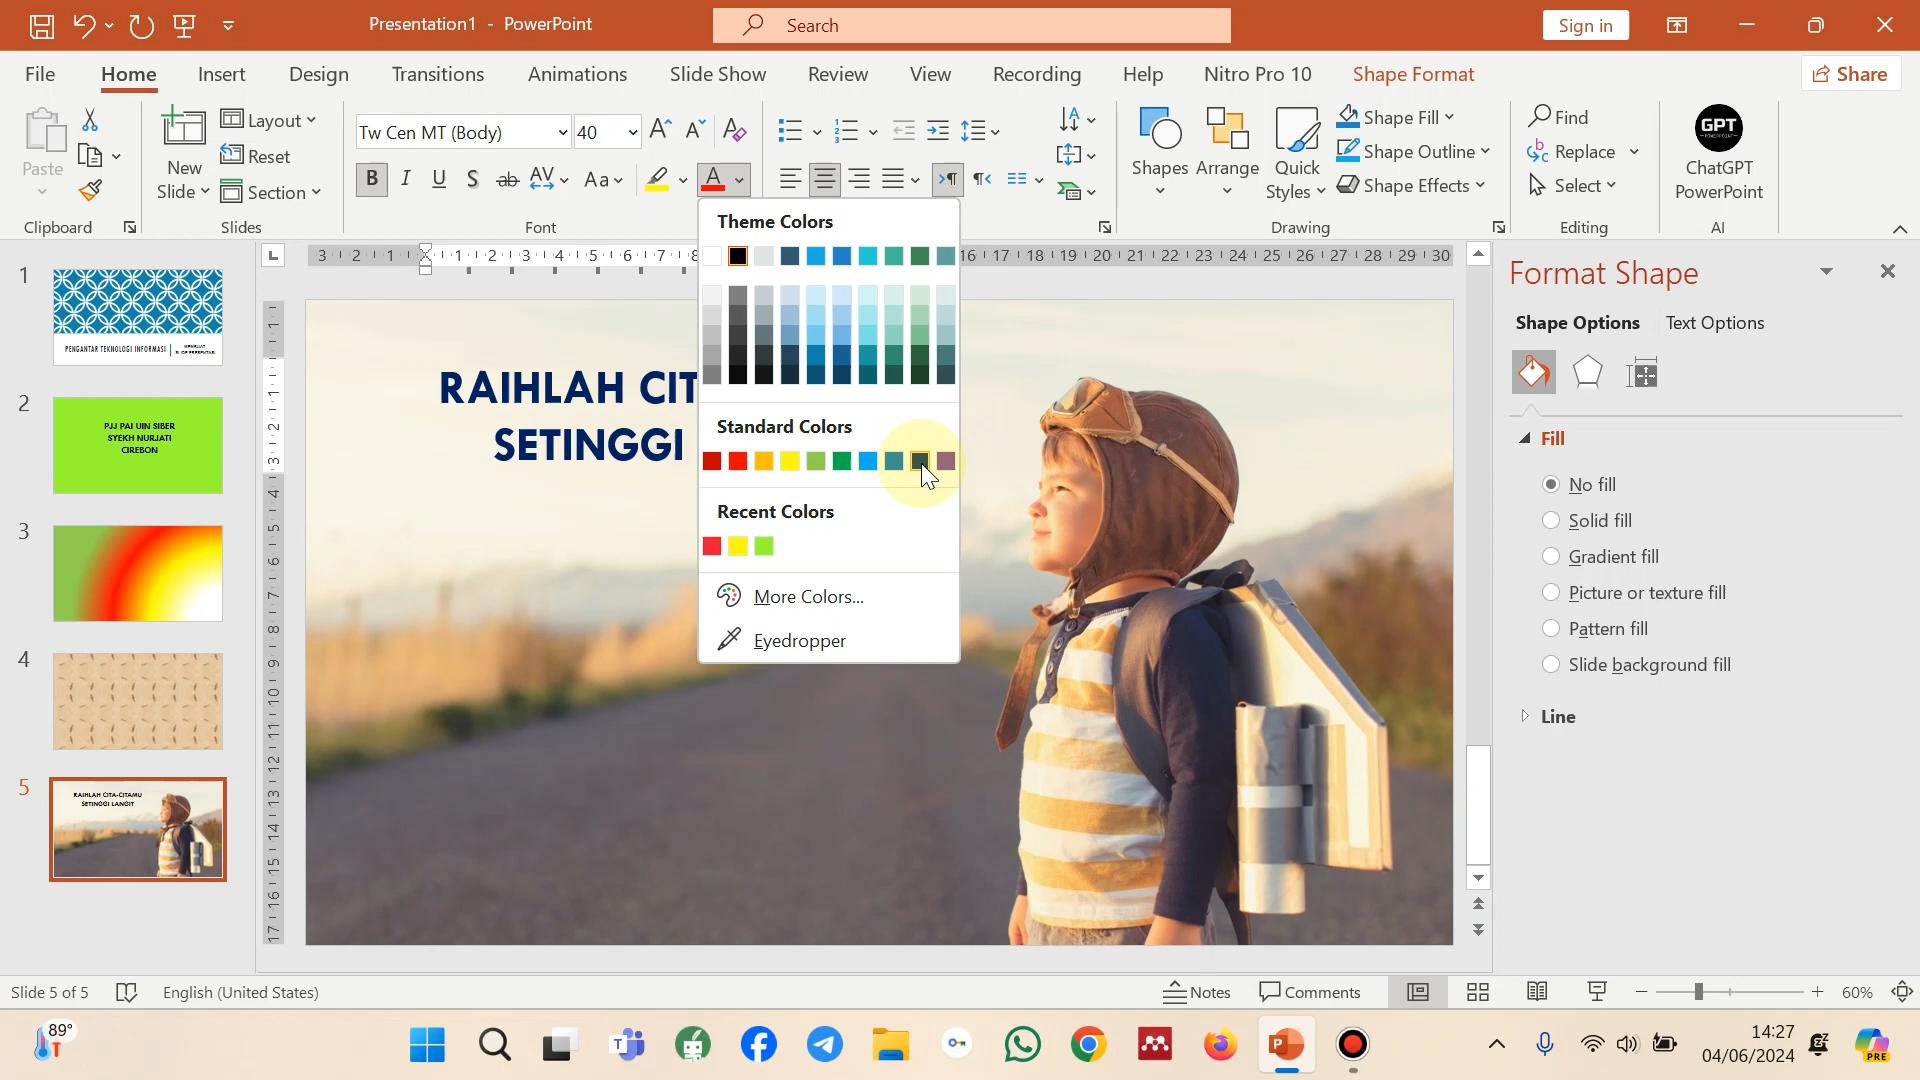 Presentation1 - PowerPoint
Search
Sign in
File Home Insert Design Transitions Animations Slide Show Review View Recording Help Nitro Pro 10 Shape Format
Share
Paste
New Slide
Layout
Reset
Section
Tw Cen MT (Body) 40
Shapes
Arrange
Quick Styles
Shape Fill
Shape Outline
Shape Effects
Find
Replace
Select
GPT
ChatGPT PowerPoint
Clipboard Slides Font Drawing Editing AI
Theme Colors
Standard Colors
Recent Colors
More Colors...
Eyedropper
1
PENGANTAR TEKNOLOGI INFORMASI
2
PJJ PAI UIN SIBER
SYEKH NURJATI
CIREBON
3
4
5
RAIHLAH CITA-CITAMU
SETINGGI LANGIT
RAIHLAH CIT
SETINGGI
Format Shape
Shape Options Text Options
Fill
No fill
Solid fill
Gradient fill
Picture or texture fill
Pattern fill
Slide background fill
Line
Slide 5 of 5 English (United States) Notes Comments 60%
89°
14:27
04/06/2024
PRE